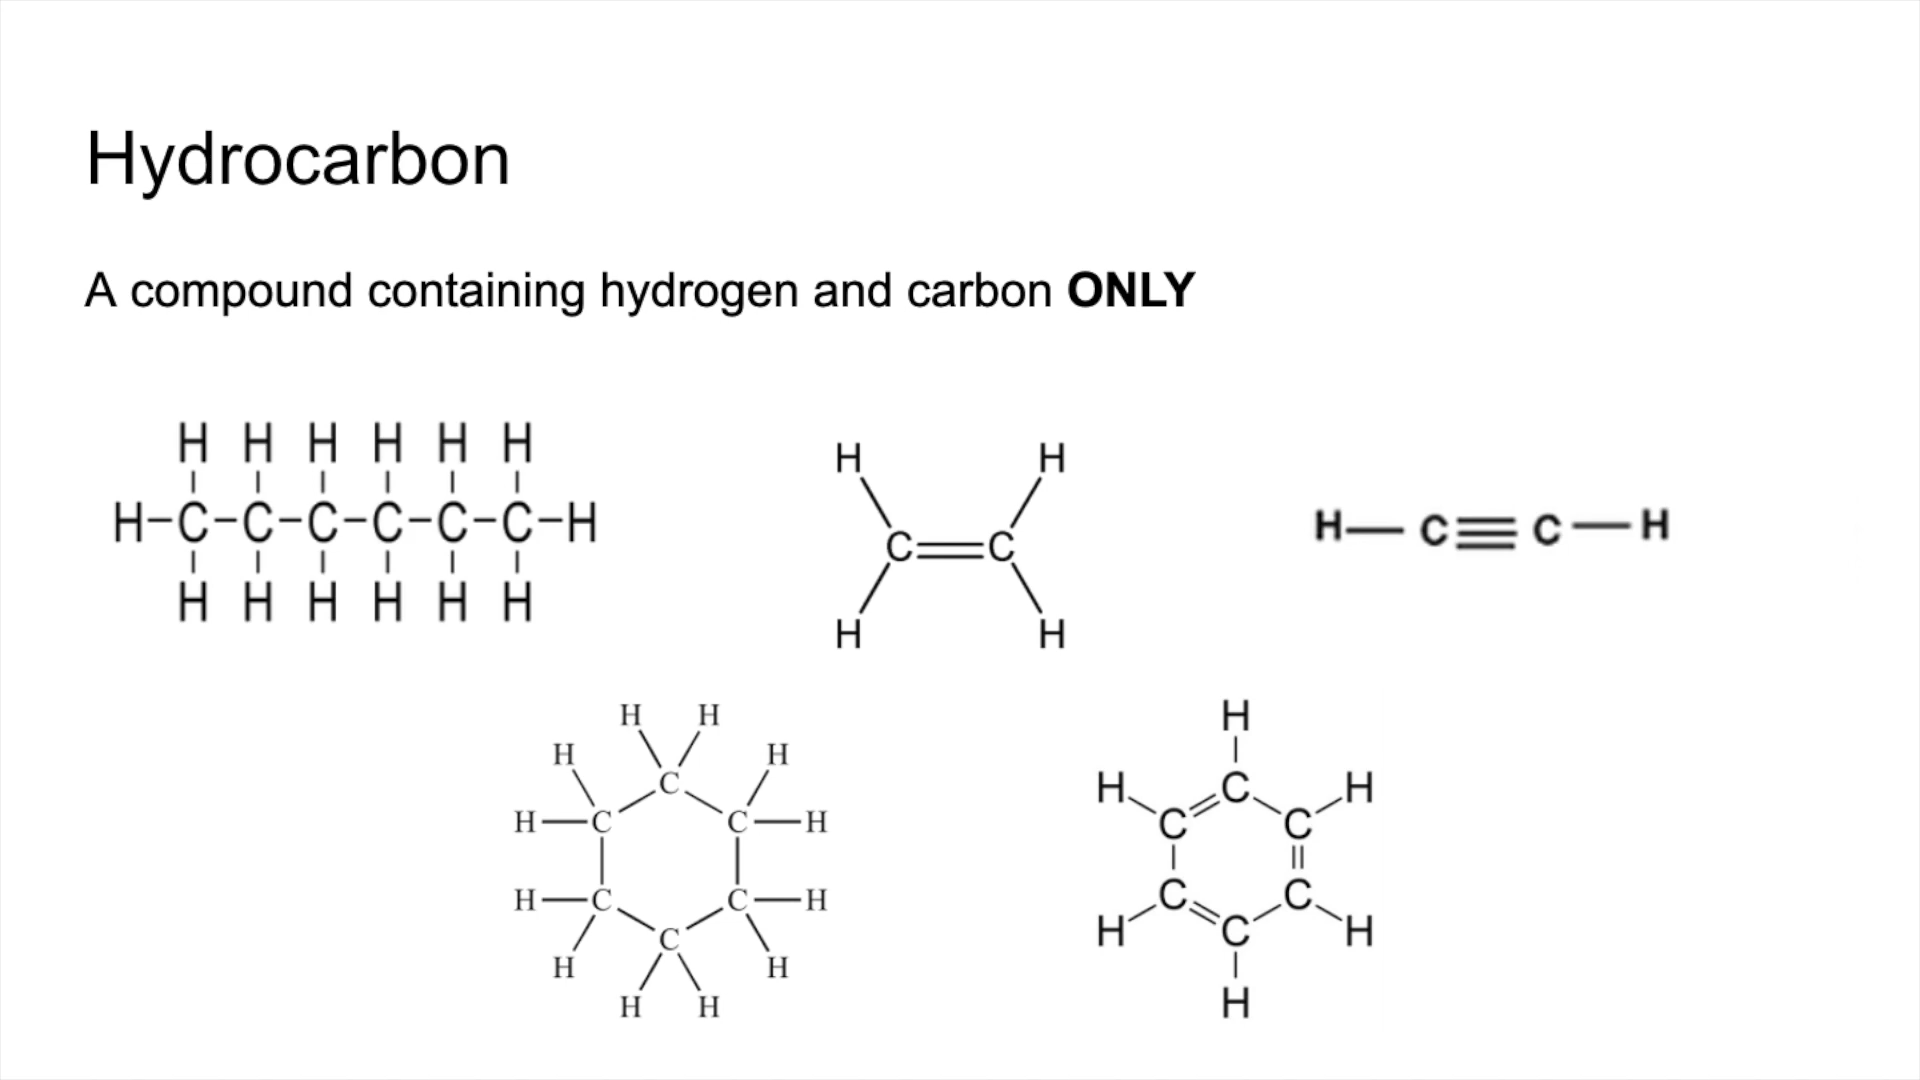 Hydrocarbon
A compound containing hydrogen and carbon ONLY
H H H H H H
H-C-C-C-C-C-C-H
H H H H H H
H H
C=C
H H
H—C≡C—H
H H
H H
C
H—C C—H
H—C C—H
C
H H
H H
H
H C H
C C
C C
H C H
H